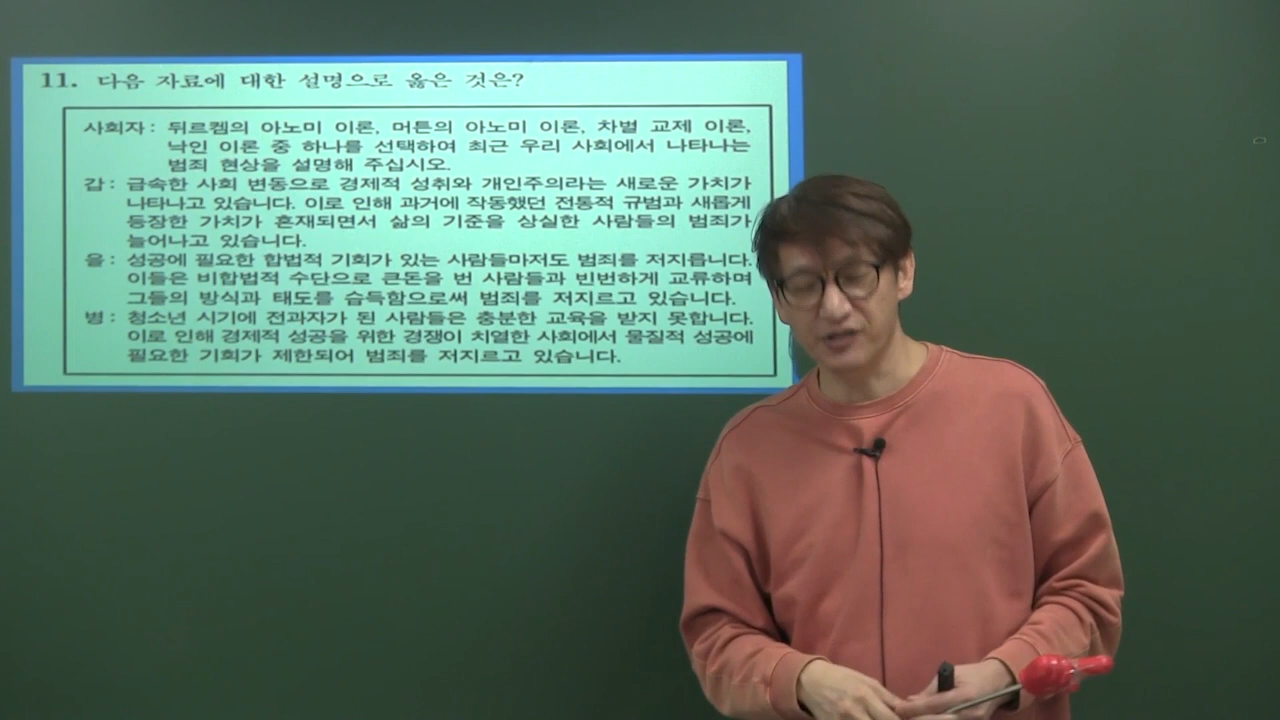 11. 다음 자료에 대한 설명으로 옳은 것은?
사회자 : 뒤르켐의 아노미 이론, 머튼의 아노미 이론, 차별 교제 이론,
낙인 이론 중 하나를 선택하여 최근 우리 사회에서 나타나는
범죄 현상을 설명해 주십시오.
갑 : 급속한 사회 변동으로 경제적 성취와 개인주의라는 새로운 가치가
나타나고 있습니다. 이로 인해 과거에 작동했던 전통적 규범과 새롭게
등장한 가치가 혼재되면서 삶의 기준을 상실한 사람들의 범죄가
늘어나고 있습니다.
을 : 성공에 필요한 합법적 기회가 있는 사람들마저도 범죄를 저지릅니다.
이들은 비합법적 수단으로 큰돈을 번 사람들과 빈번하게 교류하며
그들의 방식과 태도를 습득함으로써 범죄를 저지르고 있습니다.
병 : 청소년 시기에 전과자가 된 사람들은 충분한 교육을 받지 못합니다.
이로 인해 경제적 성공을 위한 경쟁이 치열한 사회에서 물질적 성공에
필요한 기회가 제한되어 범죄를 저지르고 있습니다.